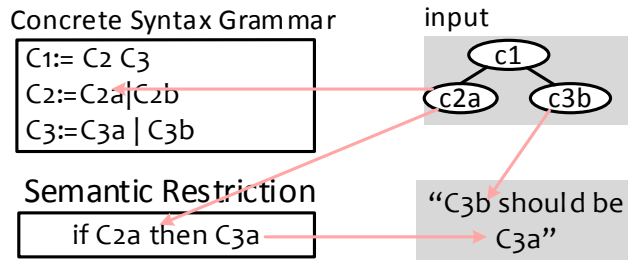 Concrete Syntax Grammar
C1:= C2 C3
C2:=C2a|C2b
C3:=C3a | C3b
input
c1
c2a
c3b
Semantic Restriction
if C2a then C3a
“C3b should be
C3a”